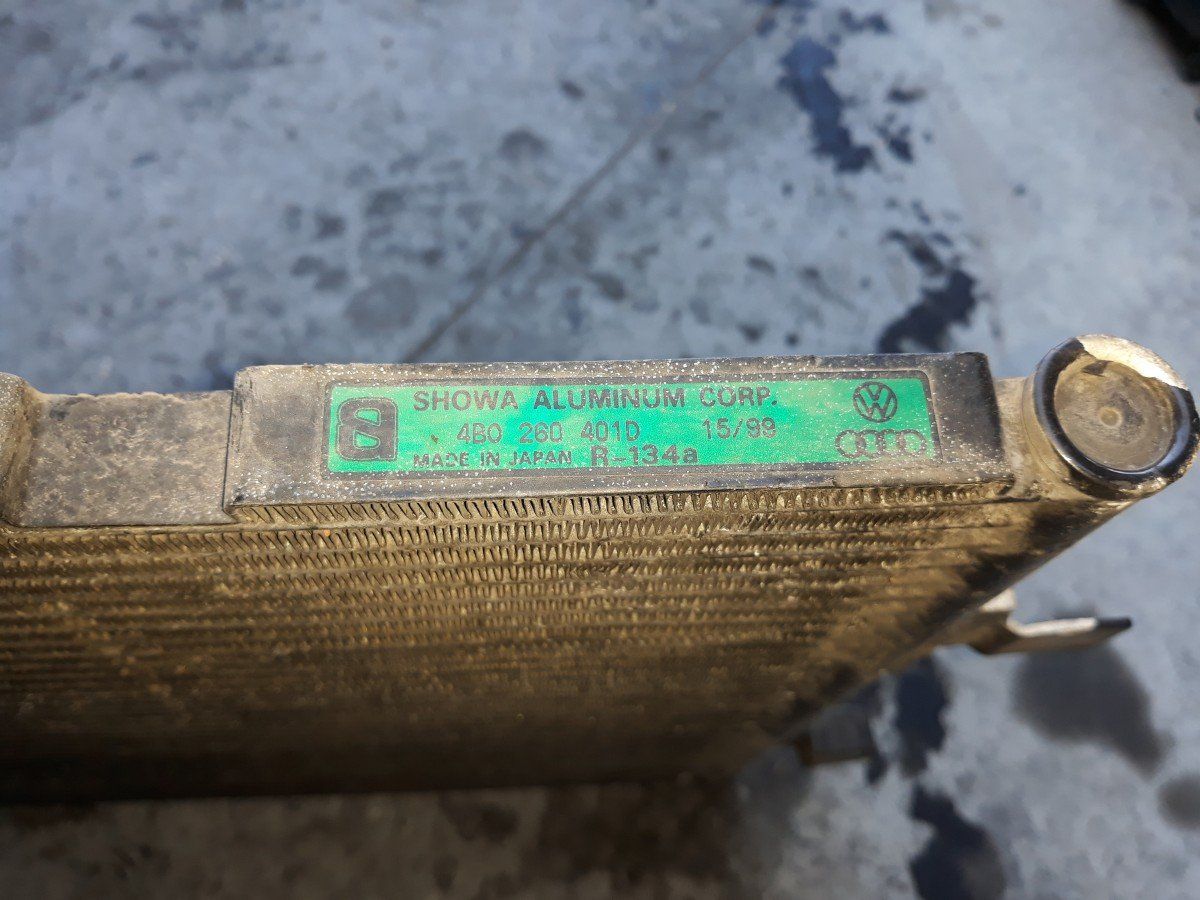 SHOWA ALUMINUM CORP.
4B0 260 401D 15/99
MADE IN JAPAN R-134a